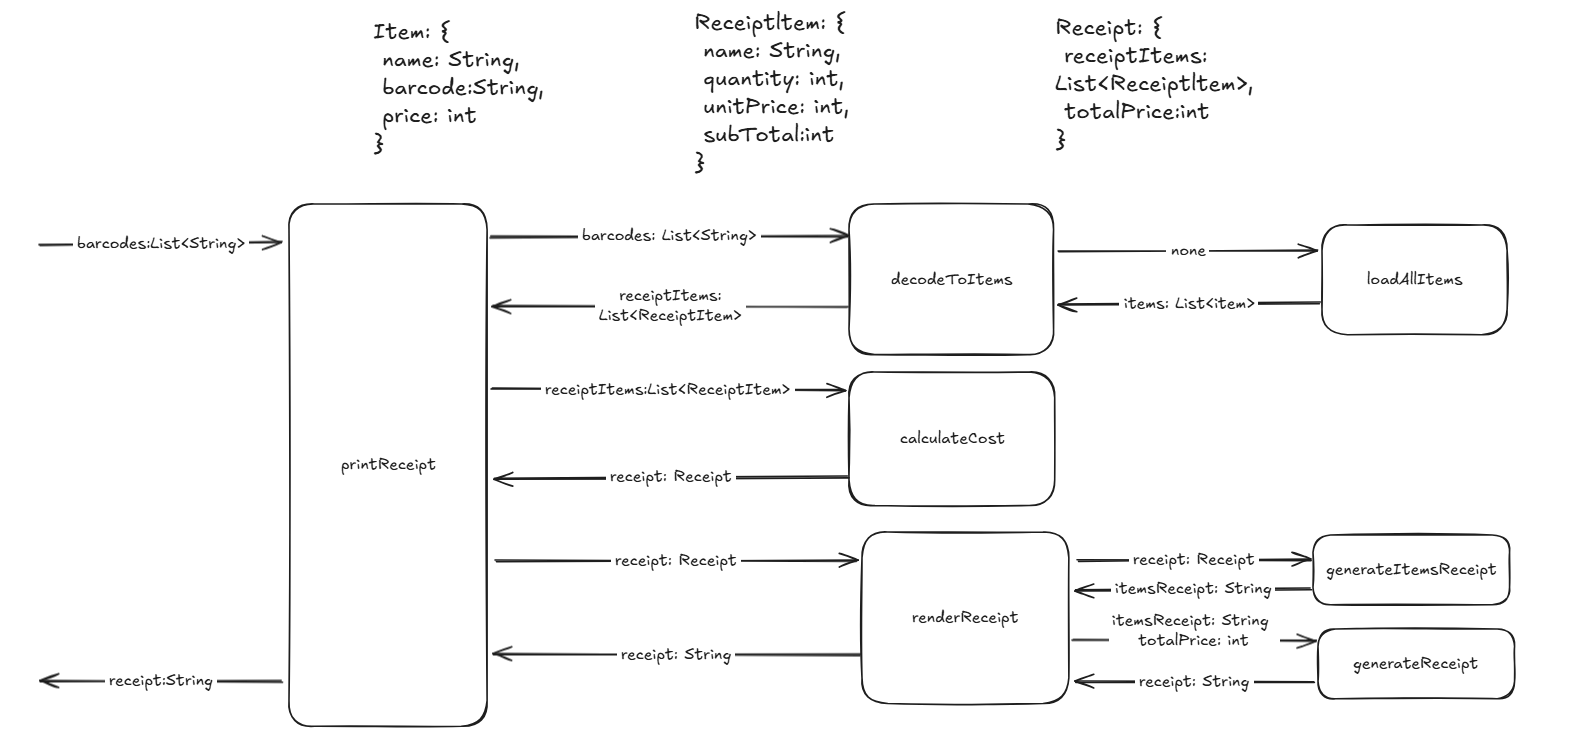 Item: {
name: String,
barcode:String,
price: int
}
ReceiptItem: {
name: String,
quantity: int,
unitPrice: int,
subTotal:int
}
Receipt: {
receiptItems:
List<ReceiptItem>,
totalPrice:int
}
barcodes:List<String>
printReceipt
receipt:String
barcodes: List<String>
receiptItems:
List<ReceiptItem>
decodeToItems
none
items: List<item>
loadAllItems
receiptItems:List<ReceiptItem>
receipt: Receipt
calculateCost
receipt: Receipt
receipt: String
renderReceipt
receipt: Receipt
itemsReceipt: String
generateItemsReceipt
itemsReceipt: String
totalPrice: int
receipt: String
generateReceipt